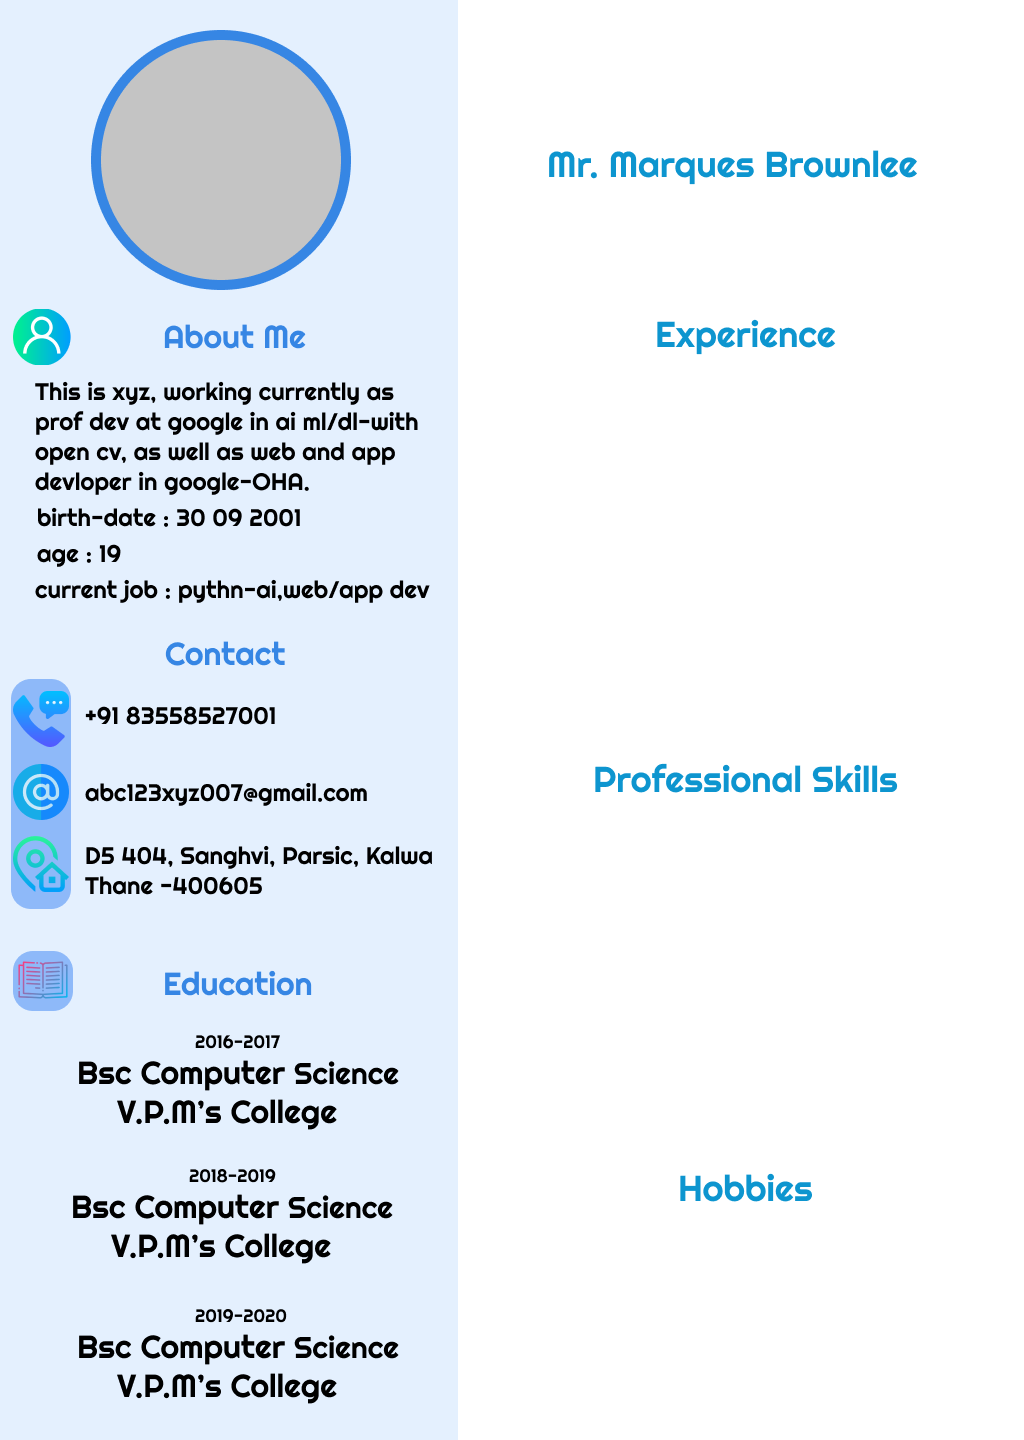 About Me
This is xyz, working currently as
prof dev at google in ai ml/dl-with
open cv, as well as web and app
devloper in google-OHA.
birth-date : 30 09 2001
age : 19
current job : pythn-ai,web/app dev
Contact
+91 83558527001
abc123xyz007@gmail.com
D5 404, Sanghvi, Parsic, Kalwa
Thane -400605
Education
2016-2017
Bsc Computer Science
V.P.M's College
2018-2019
Bsc Computer Science
V.P.M's College
2019-2020
Bsc Computer Science
V.P.M's College
Mr. Marques Brownlee
Experience
Professional Skills
Hobbies